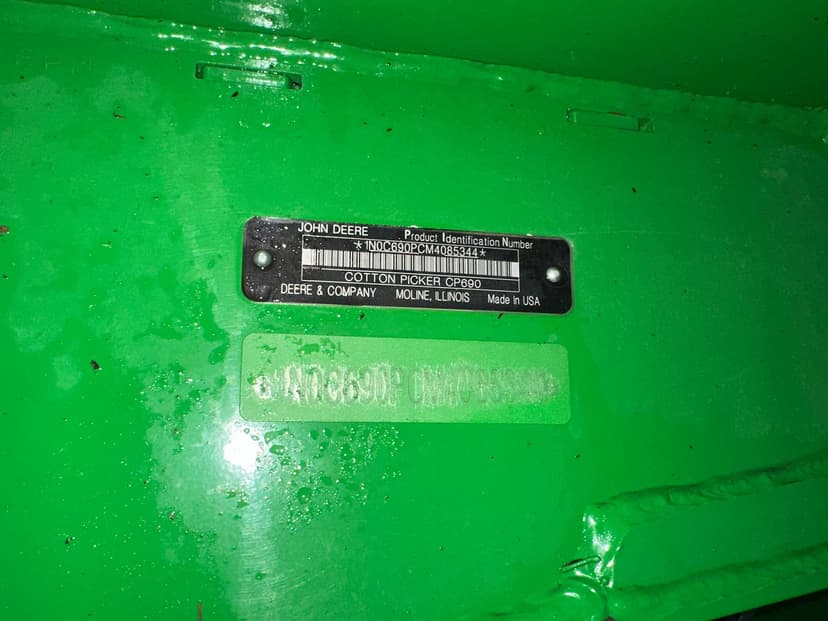 JOHN DEERE Product Identification Number
*1N0C690PCM4085344*
COTTON PICKER CP690
DEERE & COMPANY MOLINE, ILLINOIS Made in USA